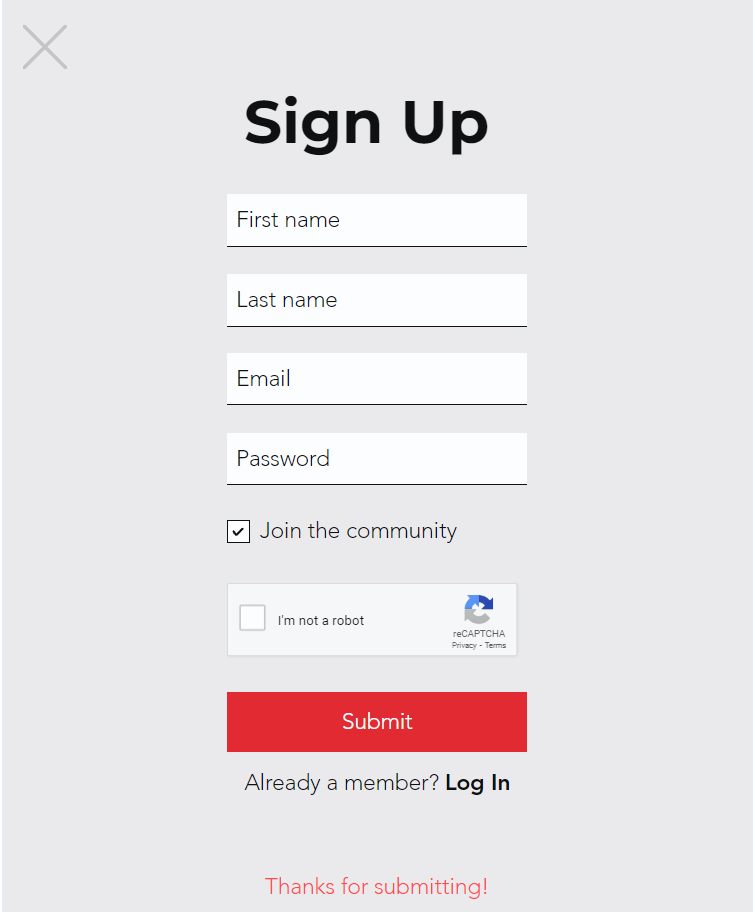 Sign Up
First name
Last name
Email
Password
Join the community
I'm not a robot
reCAPTCHA
Privacy - Terms
Submit
Already a member? Log In
Thanks for submitting!